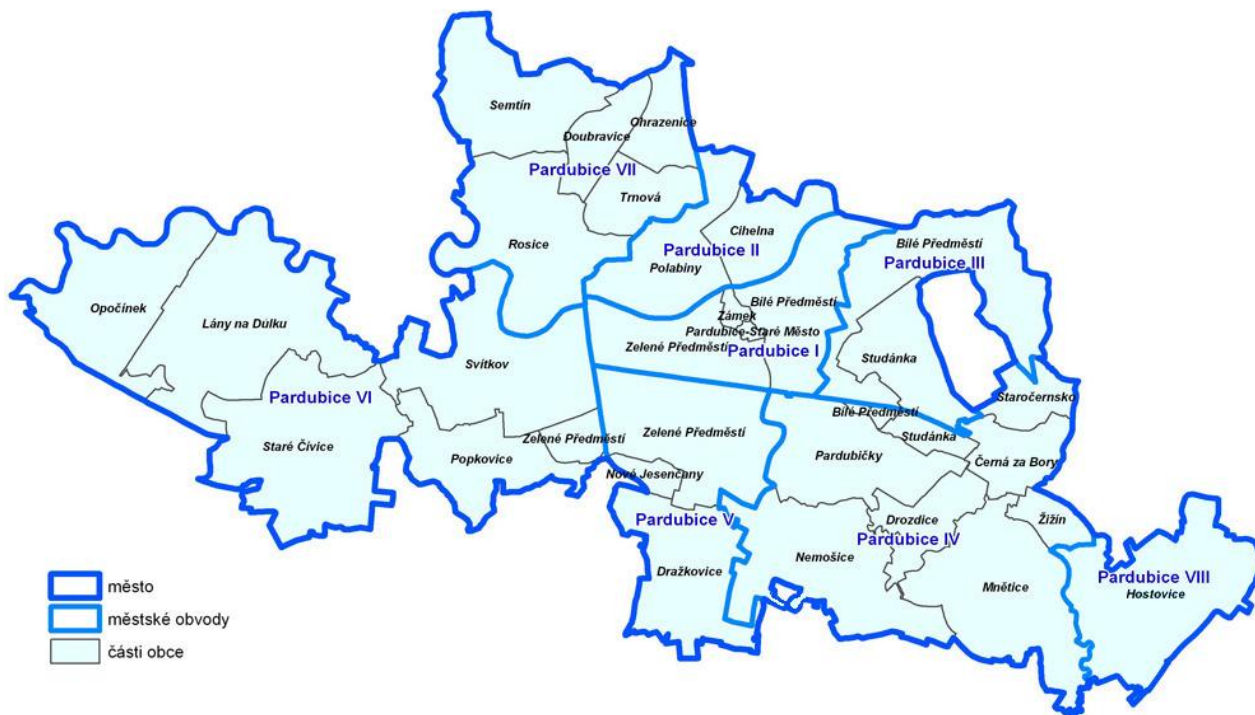 Semtín
Doubravice
Ohrazenice
Pardubice VII
Trnová
Rosice
Cihelna
Pardubice II
Polabiny
Bílé Předměstí
Pardubice III
Opočínek
Lány na Důlku
Bílé Předměstí
Zámek
Pardubice-Staré Město
Zelené Předměstí
Pardubice I
Svítkov
Studánka
Pardubice VI
Staročernsko
Bílé Předměstí
Staré Čívice
Zelené Předměstí
Zelené Předměstí
Studánka
Popkovice
Pardubičky
Černá za Bory
Nové Jesenčany
Pardubice V
Drozdice
Žižín
Pardubice IV
Nemošice
Dražkovice
Mnětice
Pardubice VIII
Hostovice
město
městské obvody
části obce